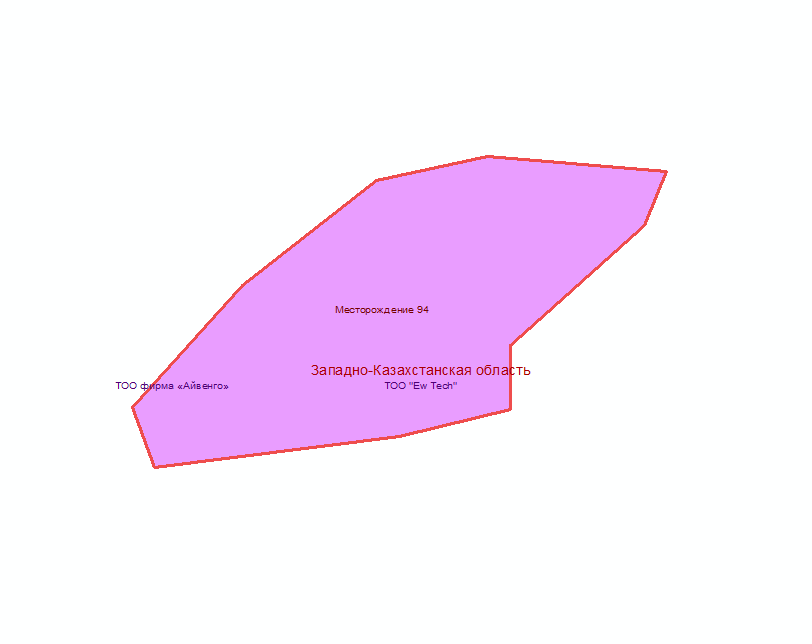 Месторождение 94
Западно-Казахстанская область
ТОО фирма «Айвенго»
ТОО "Ew Tech"